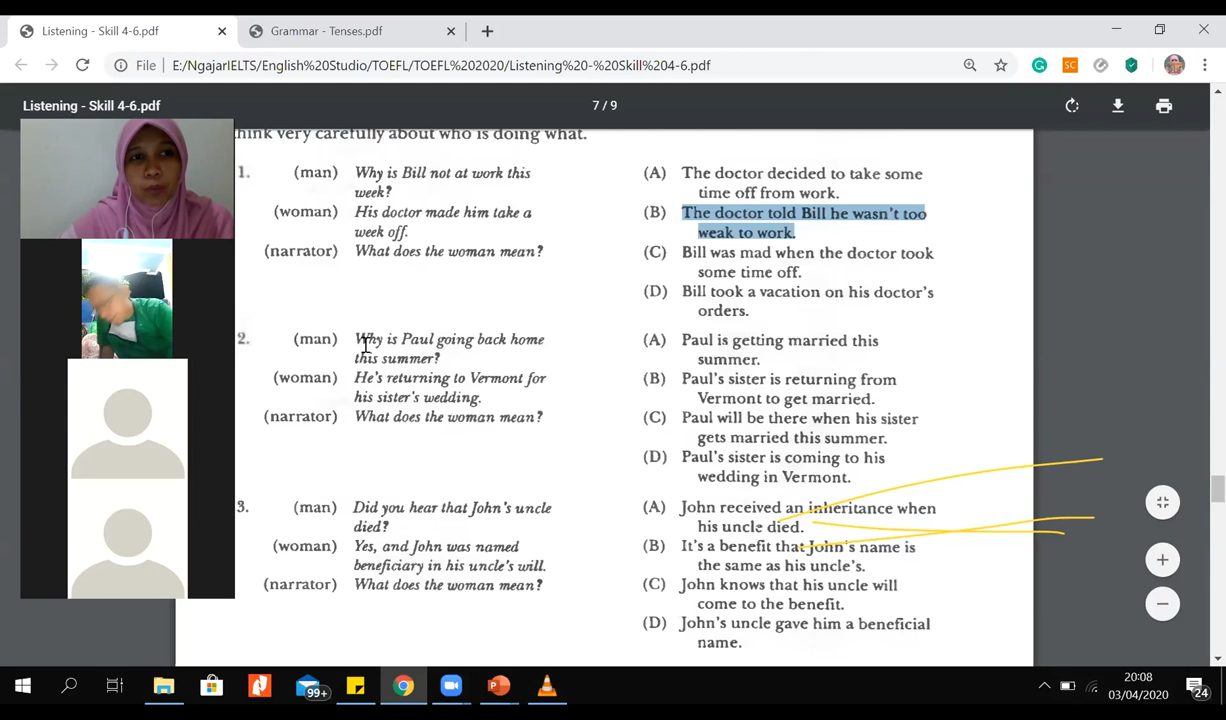 Listening - Skill 4-6.pdf
Grammar - Tenses.pdf
File E:/NgajarIELTS/English%20Studio/TOEFL/TOEFL%202020/Listening%20-%20Skill%204-6.pdf
Listening - Skill 4-6.pdf
7 / 9
hink very carefully about who is doing what.
1. (man) Why is Bill not at work this
week?
(woman) His doctor made him take a
week off.
(narrator) What does the woman mean?
(A) The doctor decided to take some
time off from work.
(B) The doctor told Bill he wasn't too
weak to work.
(C) Bill was mad when the doctor took
some time off.
(D) Bill took a vacation on his doctor's
orders.
2. (man) Why is Paul going back home
this summer?
(woman) He's returning to Vermont for
his sister's wedding.
(narrator) What does the woman mean?
(A) Paul is getting married this
summer.
(B) Paul's sister is returning from
Vermont to get married.
(C) Paul will be there when his sister
gets married this summer.
(D) Paul's sister is coming to his
wedding in Vermont.
3. (man) Did you hear that John's uncle
died?
(woman) Yes, and John was named
beneficiary in his uncle's will.
(narrator) What does the woman mean?
(A) John received an inheritance when
his uncle died.
(B) It's a benefit that John's name is
the same as his uncle's.
(C) John knows that his uncle will
come to the benefit.
(D) John's uncle gave him a beneficial
name.
SC
99+
20:08
03/04/2020
24